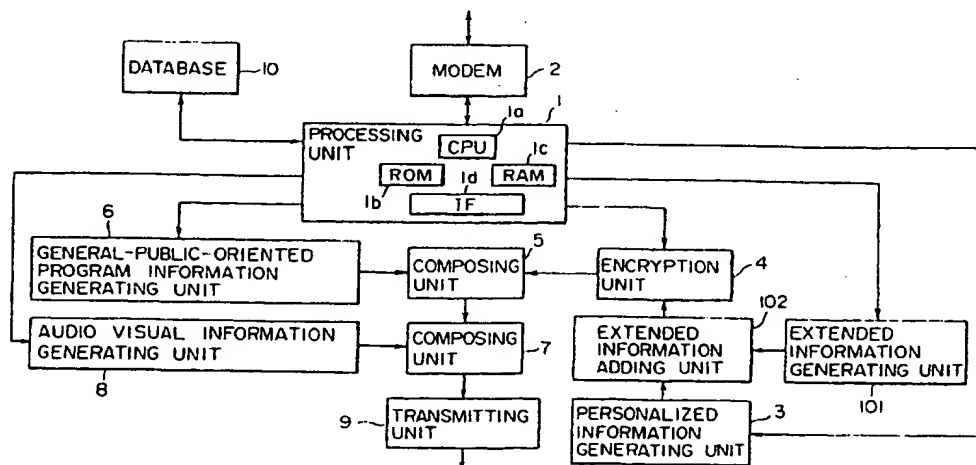 DATABASE
10
MODEM
2
1
PROCESSING
UNIT
1a
CPU
1c
ROM
1d
RAM
1b
IF
6
GENERAL-PUBLIC-ORIENTED
PROGRAM INFORMATION
GENERATING UNIT
5
COMPOSING
UNIT
ENCRYPTION
UNIT
4
102
AUDIO VISUAL INFORMATION
GENERATING UNIT
8
COMPOSING
UNIT
7
EXTENDED
INFORMATION
ADDING UNIT
EXTENDED
INFORMATION
GENERATING UNIT
101
9
TRANSMITTING
UNIT
3
PERSONALIZED
INFORMATION
GENERATING UNIT